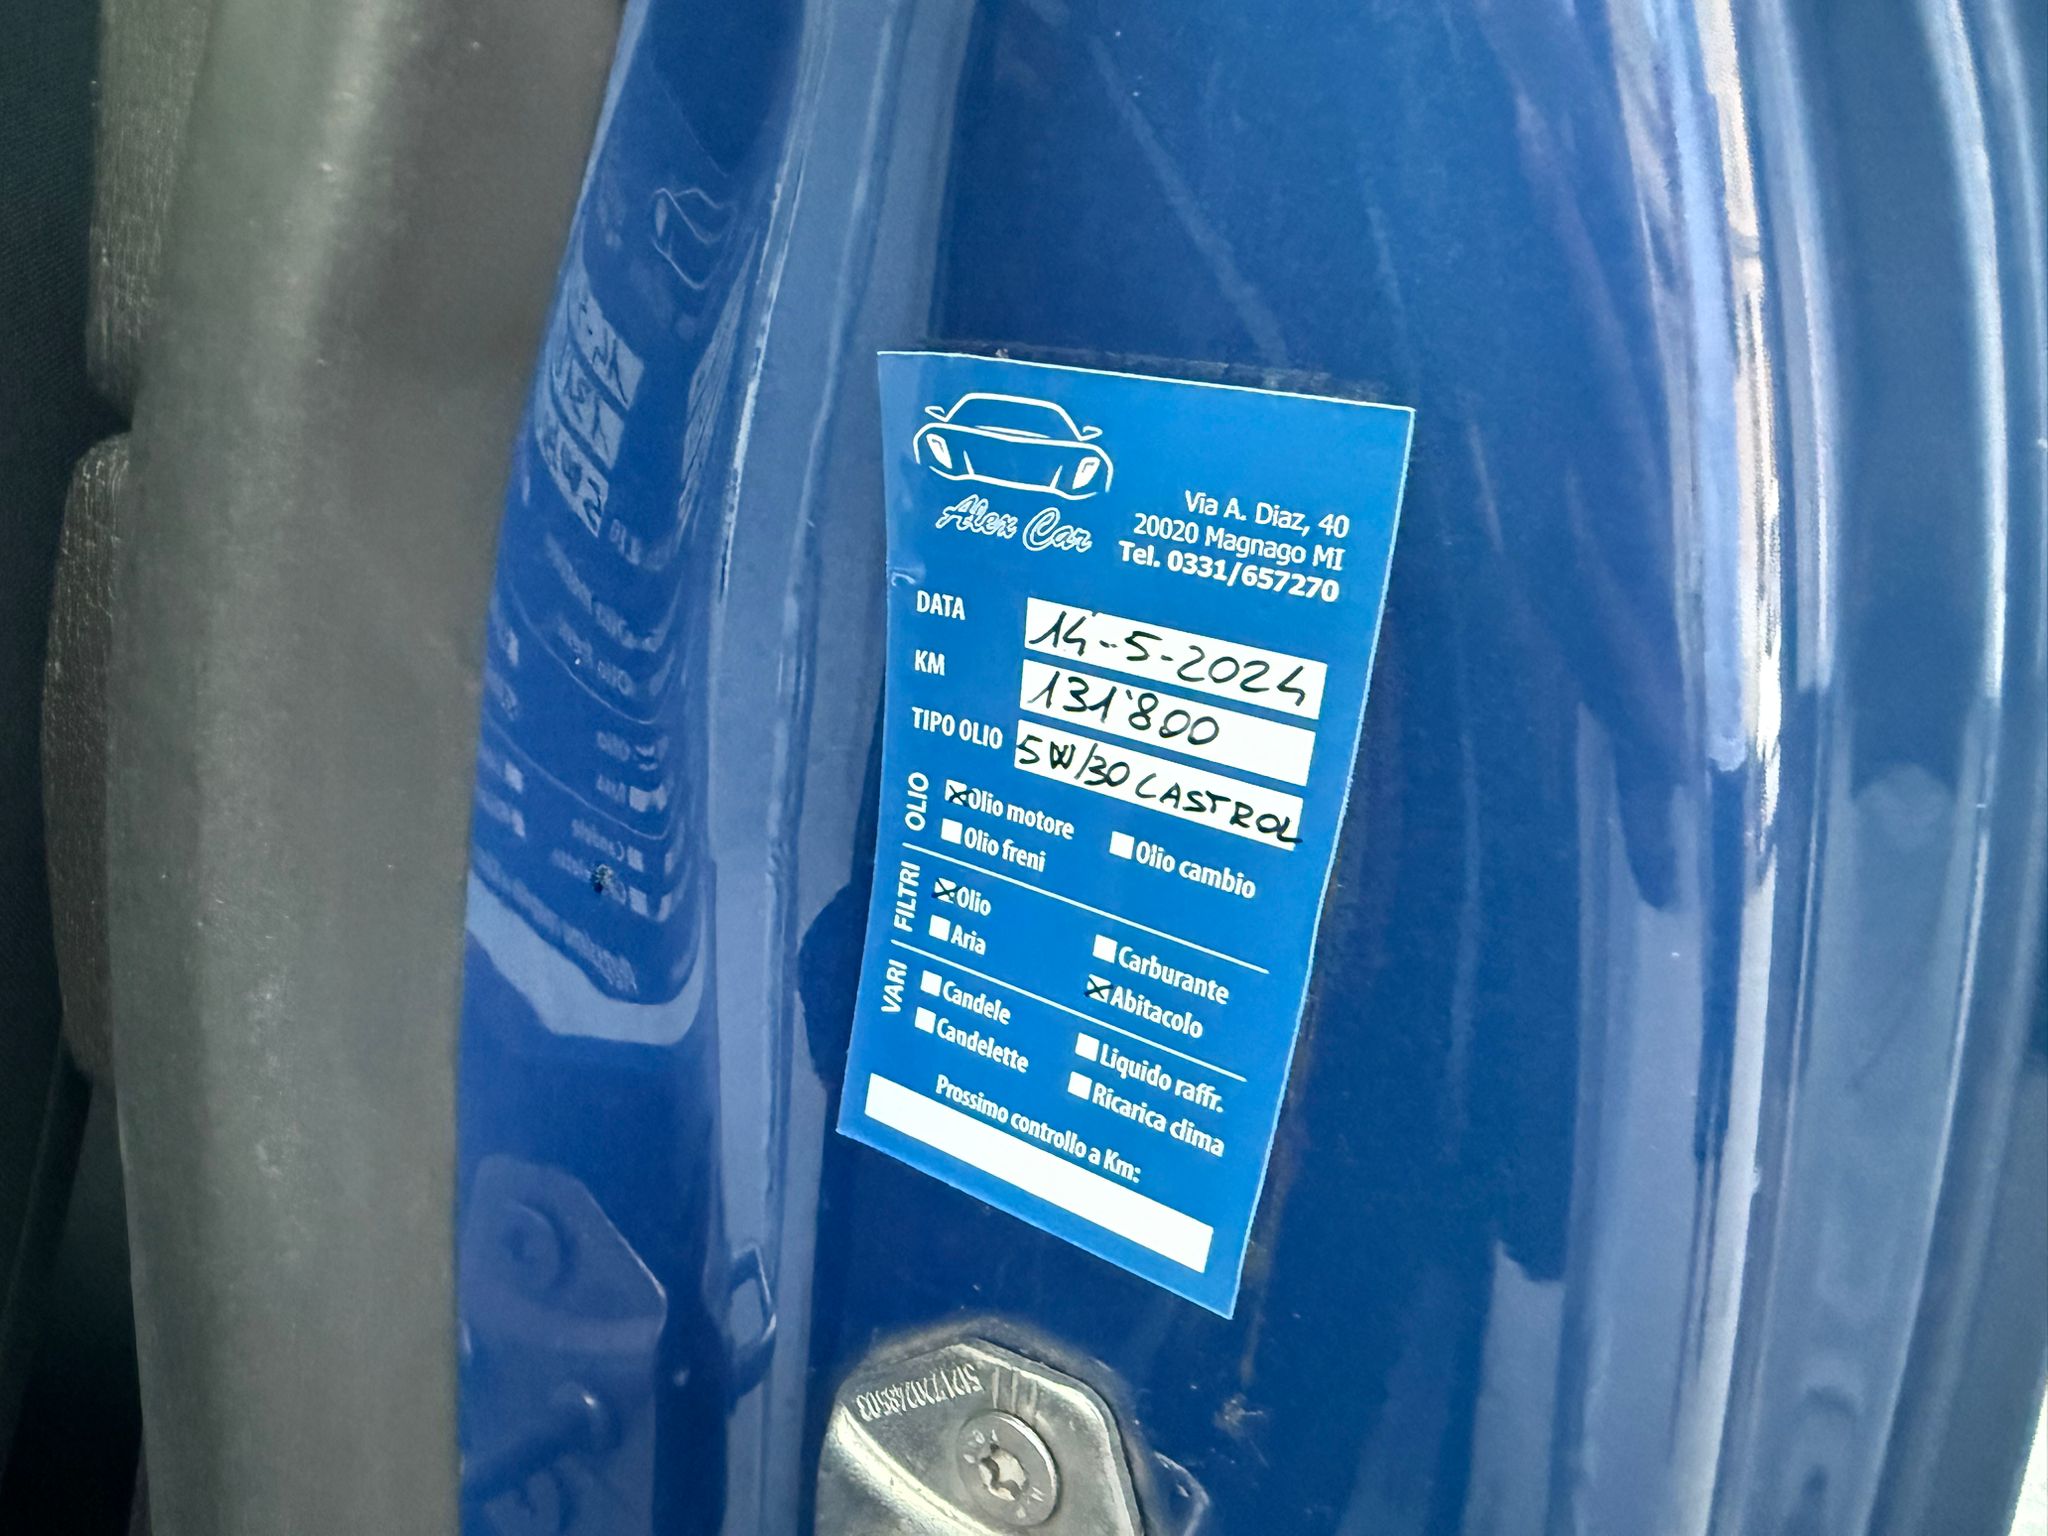 Alex Car
Via A. Diaz, 40
20020 Magnago MI
Tel. 0331/657270
DATA 14-5-2024
KM 131'800
TIPO OLIO 5W/30 CASTROL
OLIO
Olio motore
Olio cambio
Olio freni
FILTRI
Olio
Carburante
Aria
Abitacolo
VARI
Candele
Liquido raffr.
Candelette
Ricarica clima
Prossimo controllo a Km: